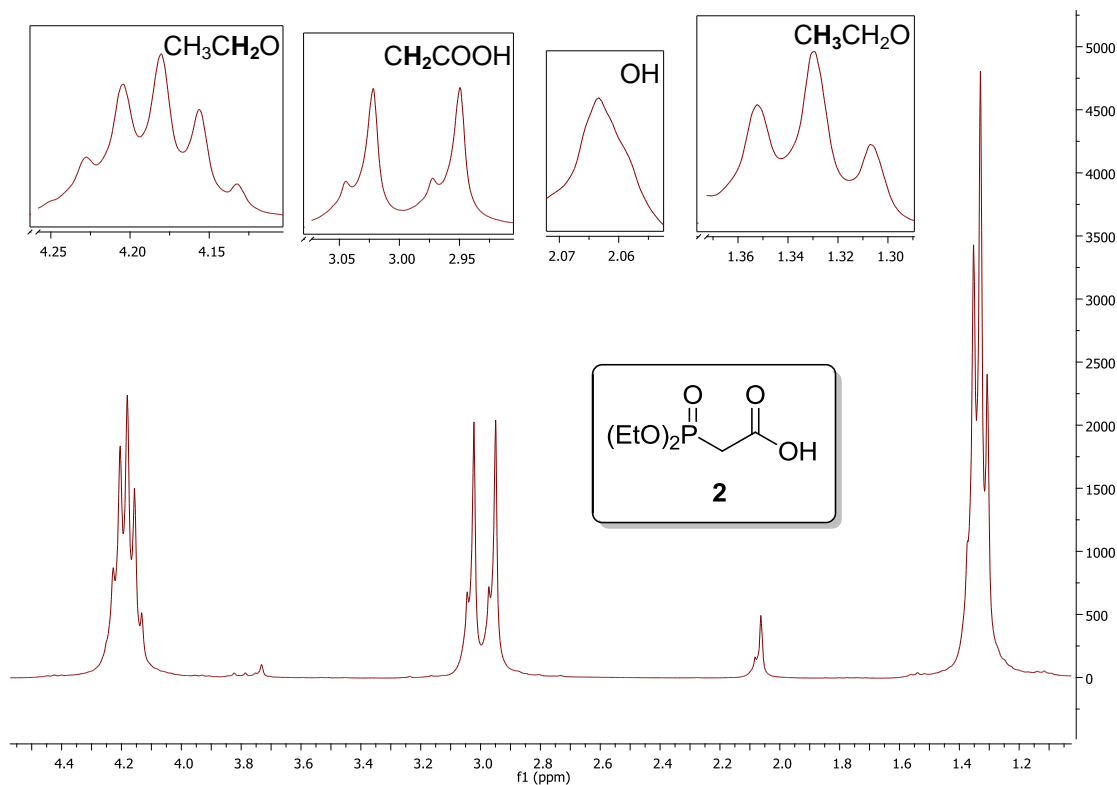 CH3CH₂O
CH₂COOH
OH
CH₃CH₂O
4.25 4.20 4.15
3.05 3.00 2.95
2.07 2.06
1.36 1.34 1.32 1.30
5000
4500
4000
3500
3000
2500
2000
1500
1000
500
0
O O
(EtO)₂P
OH
2
4.4 4.2 4.0 3.8 3.6 3.4 3.2 3.0 2.8 2.6 2.4 2.2 2.0 1.8 1.6 1.4 1.2
f1 (ppm)